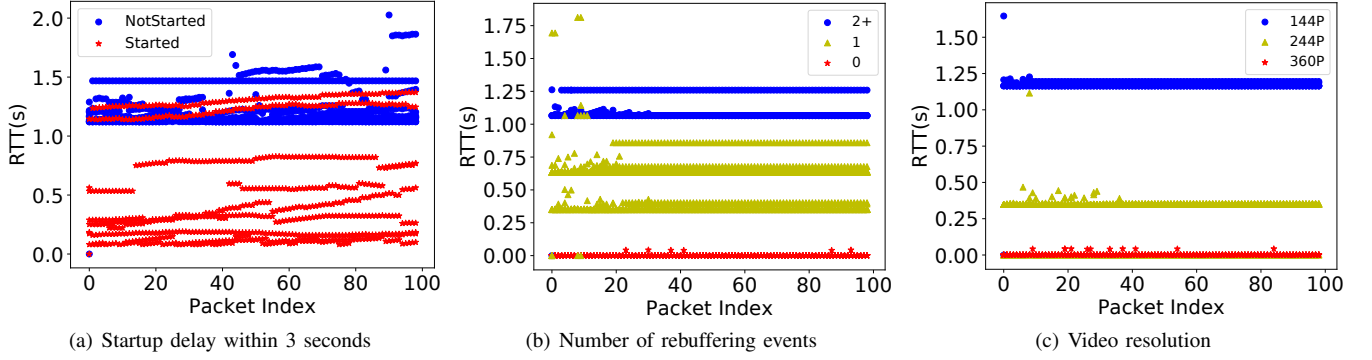 RTT(s)
2.0
1.5
1.0
0.5
0.0
NotStarted
Started
0 20 40 60 80 100
Packet Index
(a) Startup delay within 3 seconds
RTT(s)
1.75
1.50
1.25
1.00
0.75
0.50
0.25
0.00
2+
1
0
0 20 40 60 80 100
Packet Index
(b) Number of rebuffering events
RTT(s)
1.50
1.25
1.00
0.75
0.50
0.25
0.00
144P
244P
360P
0 20 40 60 80 100
Packet Index
(c) Video resolution